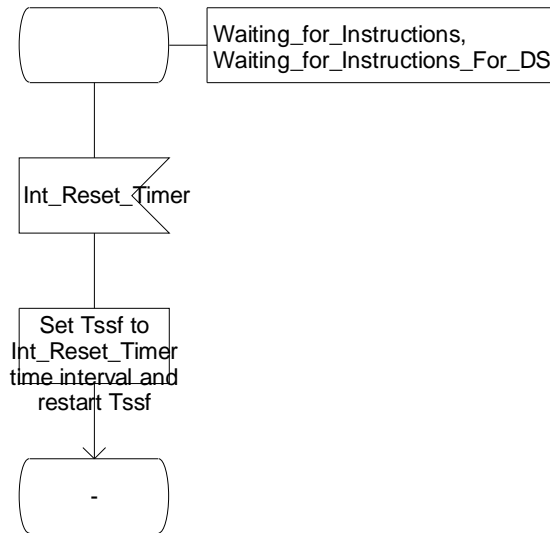 Waiting_for_Instructions,
Waiting_for_Instructions_For_DS
Int_Reset_Timer
Set Tssf to
Int_Reset_Timer
time interval and
restart Tssf
-